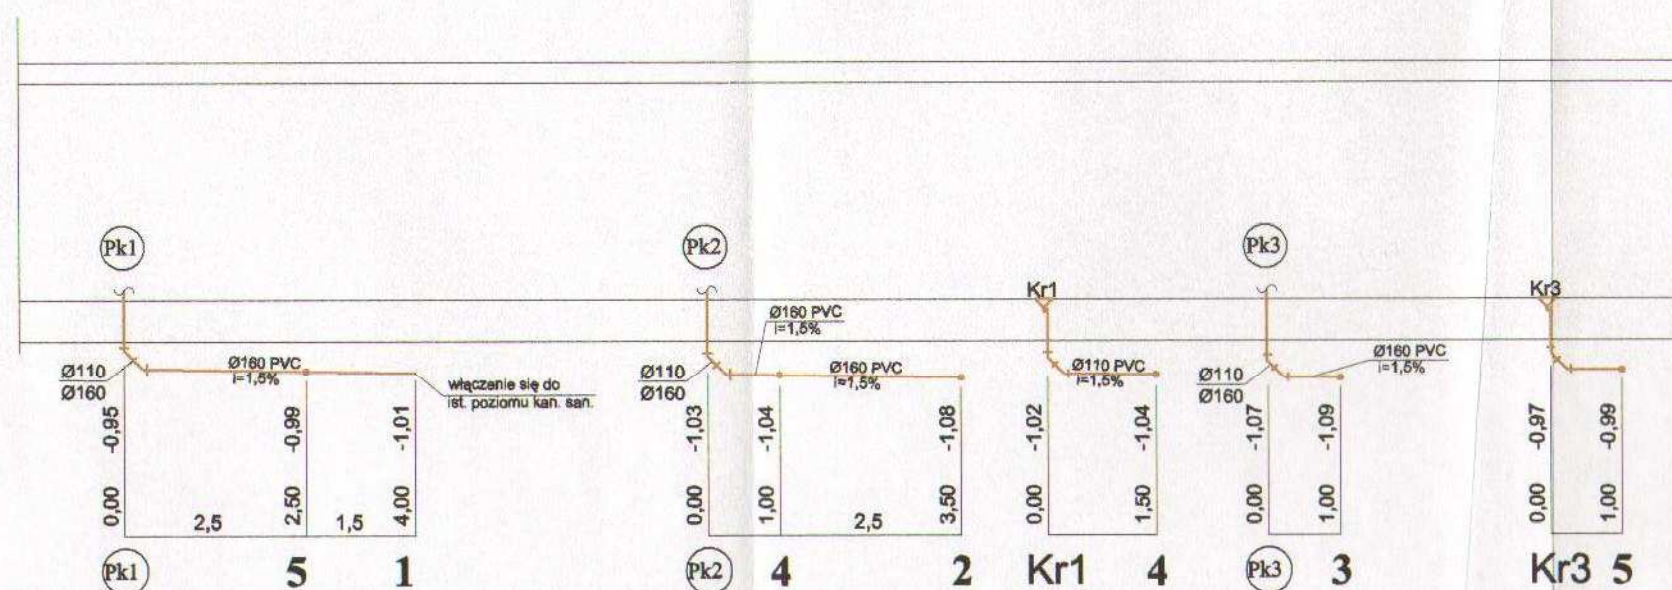 Pk1
Ø110
Ø160
Ø160 PVC
i=1,5%
włączenie się do
ist. poziomu kan. san.
-0,95
-0,99
-1,01
0,00
2,5
2,50
1,5
4,00
Pk1
5
1
Pk2
Ø160 PVC
i=1,5%
Ø110
Ø160
Ø160 PVC
i=1,5%
-1,03
-1,04
-1,08
0,00
1,00
2,5
3,50
Pk2
4
2
Kr1
Ø110 PVC
i=1,5%
-1,02
-1,04
0,00
1,50
Kr1
4
Pk3
Ø160 PVC
i=1,5%
Ø110
Ø160
-1,07
-1,09
0,00
1,00
Pk3
3
Kr3
-0,97
-0,99
0,00
1,00
Kr3
5